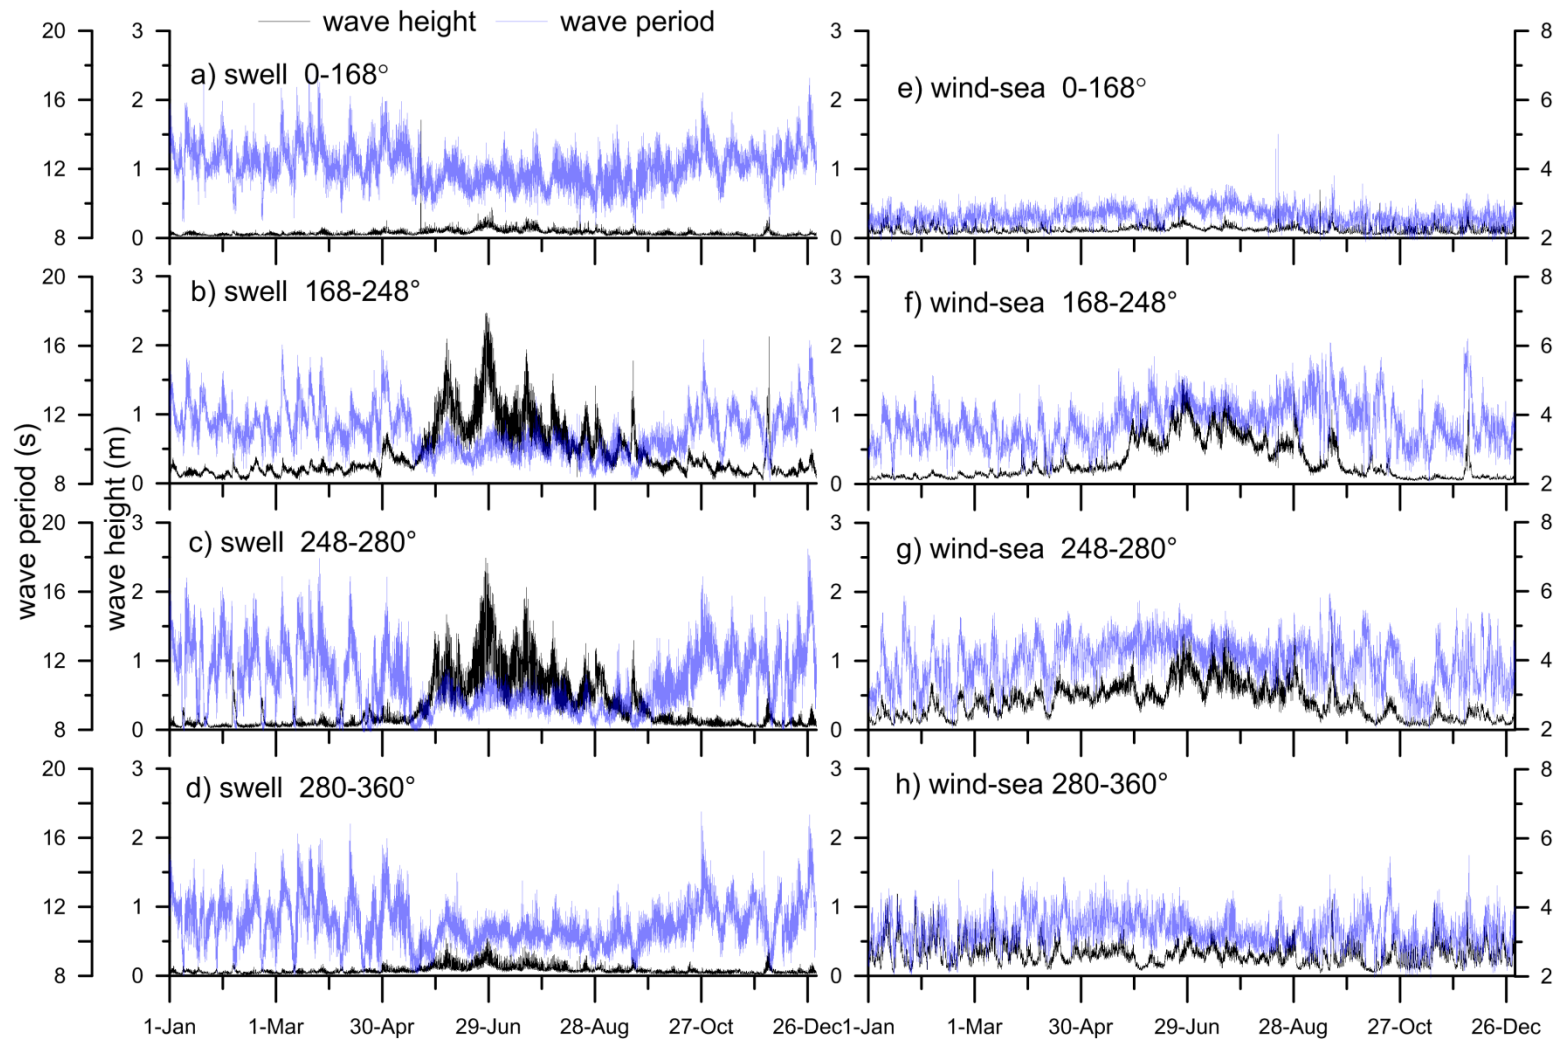 wave height wave period
20 3 3 8
a) swell 0-168°
e) wind-sea 0-168°
16 2 2 6
12 1 1 4
8 0 0 2
20 3 3 8
b) swell 168-248°
f) wind-sea 168-248°
16 2 2 6
12 1 1 4
8 0 0 2
wave period (s)
wave height (m)
20 3 3 8
c) swell 248-280°
g) wind-sea 248-280°
16 2 2 6
12 1 1 4
8 0 0 2
20 3 3 8
d) swell 280-360°
h) wind-sea 280-360°
16 2 2 6
12 1 1 4
8 0 0 2
1-Jan 1-Mar 30-Apr 29-Jun 28-Aug 27-Oct 26-Dec 1-Jan 1-Mar 30-Apr 29-Jun 28-Aug 27-Oct 26-Dec